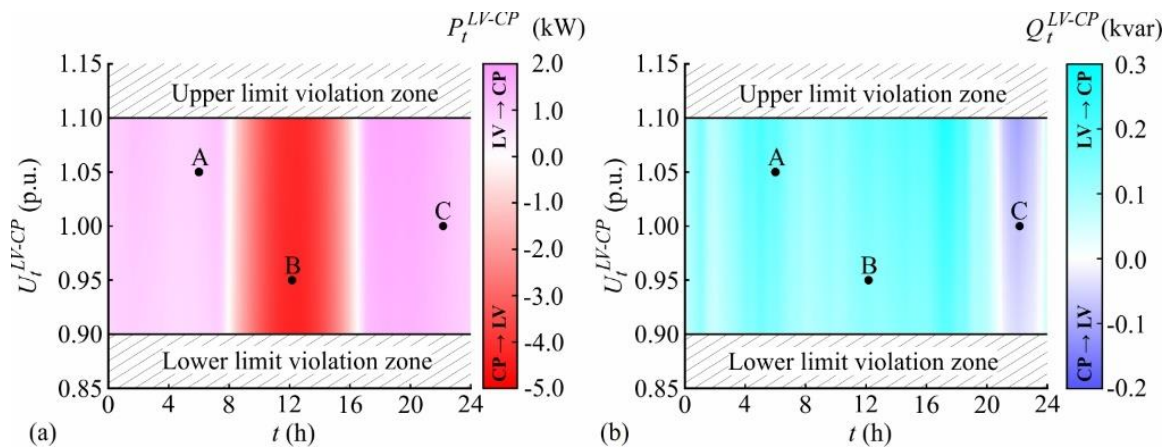 P_t^{LV-CP} (kW)
1.15
1.10
1.05
1.00
0.95
0.90
0.85
U_t^{LV-CP} (p.u.)
Upper limit violation zone
A
B
C
Lower limit violation zone
0 4 8 12 16 20 24
t (h)
(a)
2.0
1.0
0.0
-1.0
-2.0
-3.0
-4.0
-5.0
LV → CP
CP → LV
Q_t^{LV-CP} (kvar)
1.15
1.10
1.05
1.00
0.95
0.90
0.85
U_t^{LV-CP} (p.u.)
Upper limit violation zone
A
B
C
Lower limit violation zone
0 4 8 12 16 20 24
t (h)
(b)
0.3
0.2
0.1
0.0
-0.1
-0.2
LV → CP
CP → LV